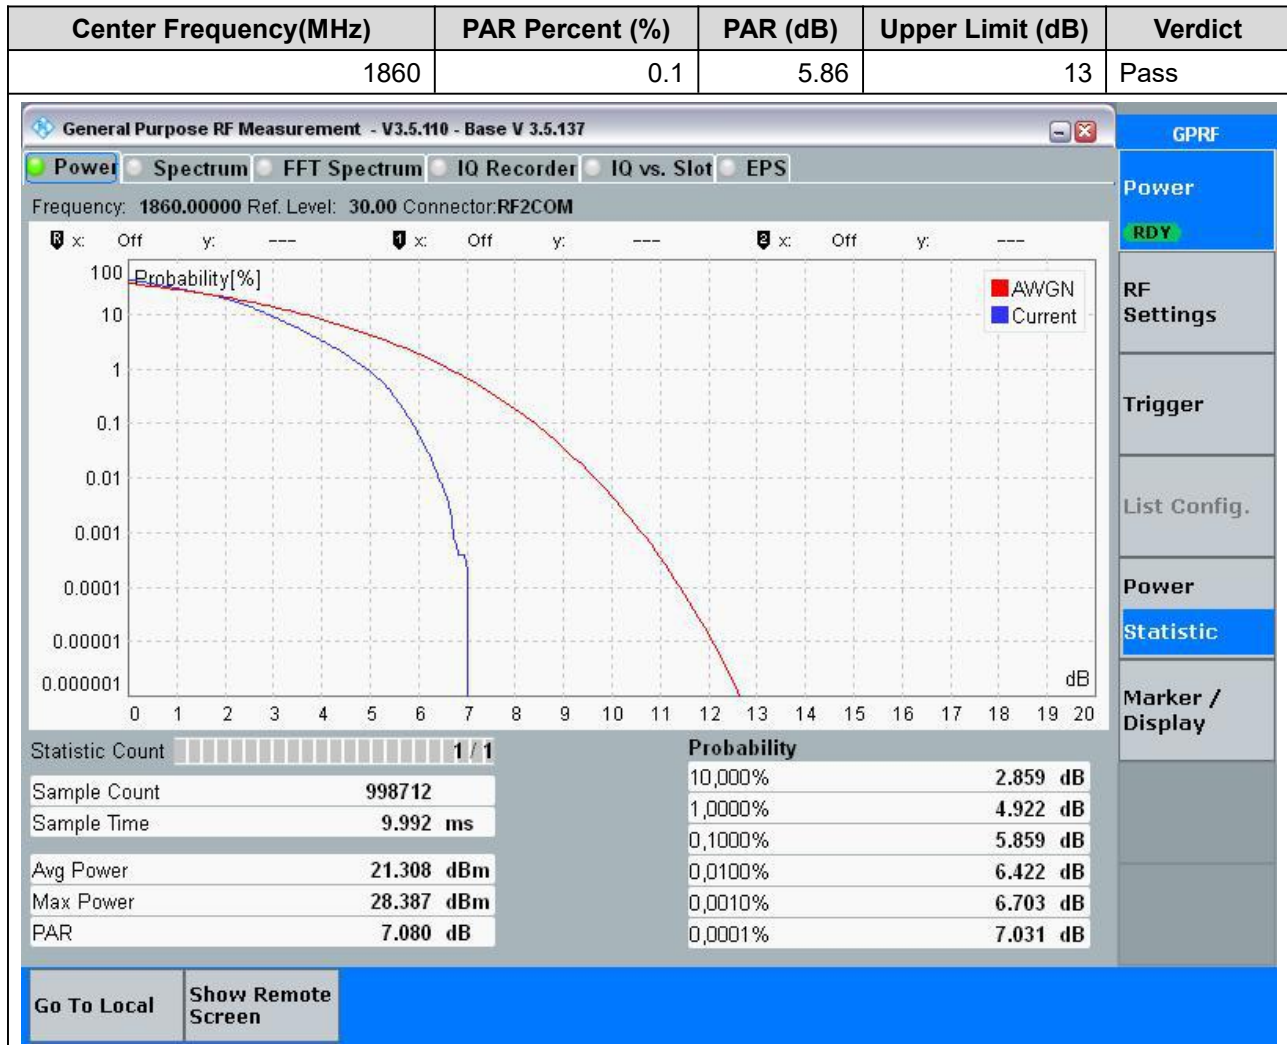 Center Frequency(MHz) PAR Percent (%) PAR (dB) Upper Limit (dB) Verdict
1860 0.1 5.86 13 Pass
General Purpose RF Measurement - V3.5.110 - Base V 3.5.137
GPRF
Power Spectrum FFT Spectrum IQ Recorder IQ vs. Slot EPS
Power
RDY
Frequency: 1860.00000 Ref. Level: 30.00 Connector:RF2COM
R x: Off y: --- 1 x: Off y: --- 2 x: Off y: ---
Probability[%]
AWGN
Current
100
10
1
0.1
0.01
0.001
0.0001
0.00001
0.000001
dB
0 1 2 3 4 5 6 7 8 9 10 11 12 13 14 15 16 17 18 19 20
RF
Settings
Trigger
List Config.
Power
Statistic
Marker /
Display
Statistic Count 1 / 1
Sample Count 998712
Sample Time 9.992 ms
Avg Power 21.308 dBm
Max Power 28.387 dBm
PAR 7.080 dB
Probability
10,000% 2.859 dB
1,0000% 4.922 dB
0,1000% 5.859 dB
0,0100% 6.422 dB
0,0010% 6.703 dB
0,0001% 7.031 dB
Go To Local
Show Remote
Screen